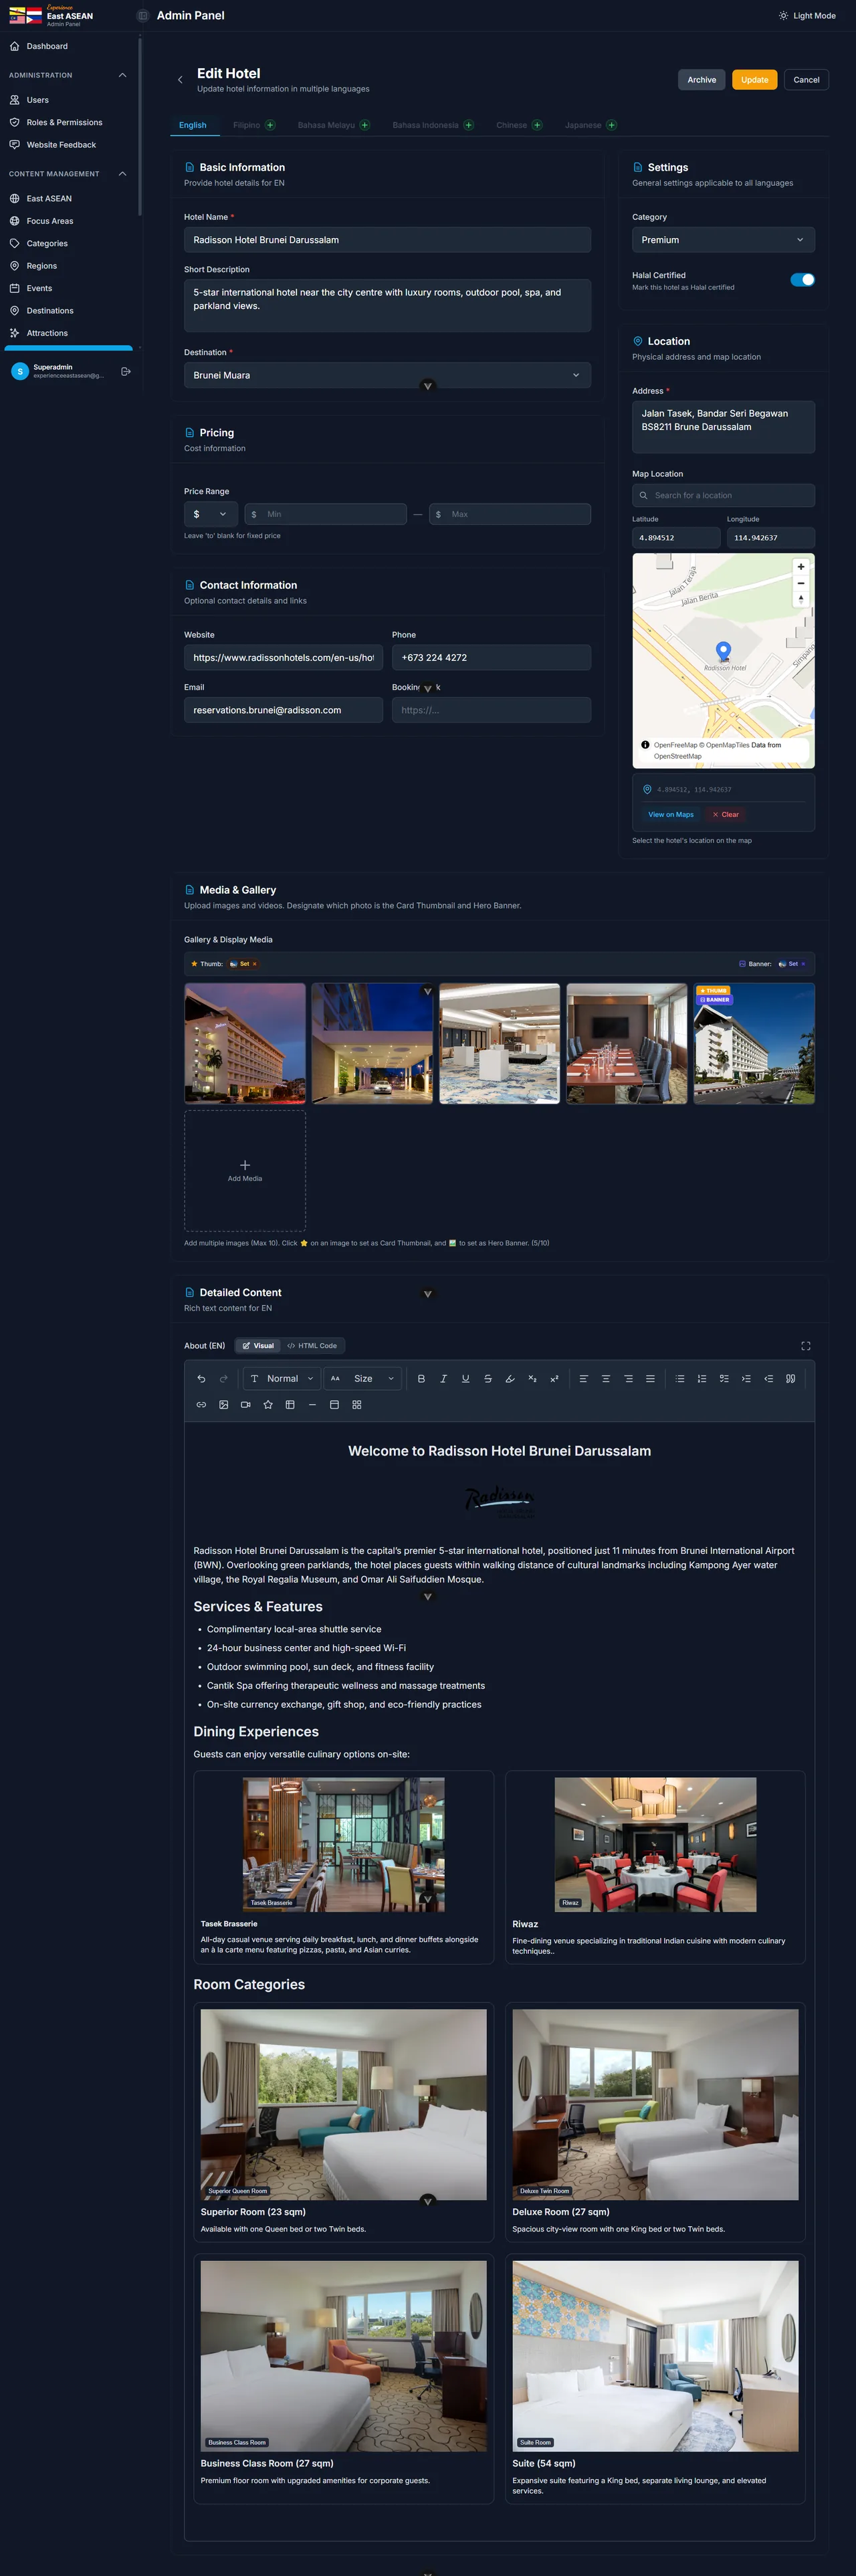 Experience
East ASEAN
Admin Panel
Admin Panel
Light Mode
Dashboard
ADMINISTRATION
Users
Roles & Permissions
Website Feedback
CONTENT MANAGEMENT
East ASEAN
Focus Areas
Categories
Regions
Events
Destinations
Attractions
S
Superadmin
experienceeastasean@g...
Edit Hotel
Update hotel information in multiple languages
Archive
Update
Cancel
English
Filipino
Bahasa Melayu
Bahasa Indonesia
Chinese
Japanese
Basic Information
Provide hotel details for EN
Hotel Name *
Radisson Hotel Brunei Darussalam
Short Description
5-star international hotel near the city centre with luxury rooms, outdoor pool, spa, and
parkland views.
Destination *
Brunei Muara
Pricing
Cost information
Price Range
$
$ Min
—
$ Max
Leave 'to' blank for fixed price
Contact Information
Optional contact details and links
Website
https://www.radissonhotels.com/en-us/hot
Phone
+673 224 4272
Email
reservations.brunei@radisson.com
Booking
https://...
Settings
General settings applicable to all languages
Category
Premium
Halal Certified
Mark this hotel as Halal certified
Location
Physical address and map location
Address *
Jalan Tasek, Bandar Seri Begawan
BS8211 Brune Darussalam
Map Location
Search for a location
Latitude
Longitude
4.894512
114.942637
Jalan Teraja
Jalan Berita
Simpang
Radisson Hotel
OpenFreeMap © OpenMapTiles Data from
OpenStreetMap
4.894512, 114.942637
View on Maps
× Clear
Select the hotel's location on the map
Media & Gallery
Upload images and videos. Designate which photo is the Card Thumbnail and Hero Banner.
Gallery & Display Media
★ Thumb: Set ×
Banner: Set ×
★ THUMB
BANNER
Add Media
Add multiple images (Max 10). Click ⭐ on an image to set as Card Thumbnail, and 🖼️ to set as Hero Banner. (5/10)
Detailed Content
Rich text content for EN
About (EN)
Visual
</> HTML Code
Normal
AA Size
B I U S
Welcome to Radisson Hotel Brunei Darussalam
Radisson
Radisson Hotel Brunei Darussalam is the capital's premier 5-star international hotel, positioned just 11 minutes from Brunei International Airport
(BWN). Overlooking green parklands, the hotel places guests within walking distance of cultural landmarks including Kampong Ayer water
village, the Royal Regalia Museum, and Omar Ali Saifuddien Mosque.
Services & Features
• Complimentary local-area shuttle service
• 24-hour business center and high-speed Wi-Fi
• Outdoor swimming pool, sun deck, and fitness facility
• Cantik Spa offering therapeutic wellness and massage treatments
• On-site currency exchange, gift shop, and eco-friendly practices
Dining Experiences
Guests can enjoy versatile culinary options on-site:
Tasek Brasserie
Tasek Brasserie
All-day casual venue serving daily breakfast, lunch, and dinner buffets alongside
an à la carte menu featuring pizzas, pasta, and Asian curries.
Riwaz
Riwaz
Fine-dining venue specializing in traditional Indian cuisine with modern culinary
techniques..
Room Categories
Superior Queen Room
Superior Room (23 sqm)
Available with one Queen bed or two Twin beds.
Deluxe Twin Room
Deluxe Room (27 sqm)
Spacious city-view room with one King bed or two Twin beds.
Business Class Room
Business Class Room (27 sqm)
Premium floor room with upgraded amenities for corporate guests.
Suite Room
Suite (54 sqm)
Expansive suite featuring a King bed, separate living lounge, and elevated
services.